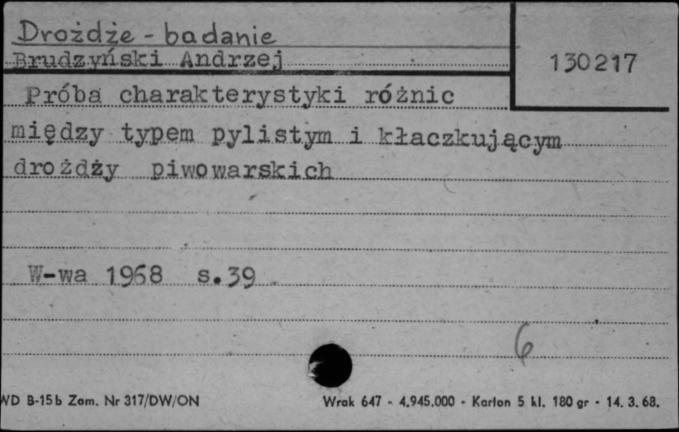 Drożdże - badanie
Brudzyński Andrzej
130217
Próba charakterystyki różnic
między typem pylistym i kłaczkującym
drożdży piwowarskich
W-wa 1968 s.39
6
WD B-15b Zam. Nr 317/DW/ON Wrak 647 - 4.945.000 - Karton 5 kl. 180 gr - 14. 3. 68.